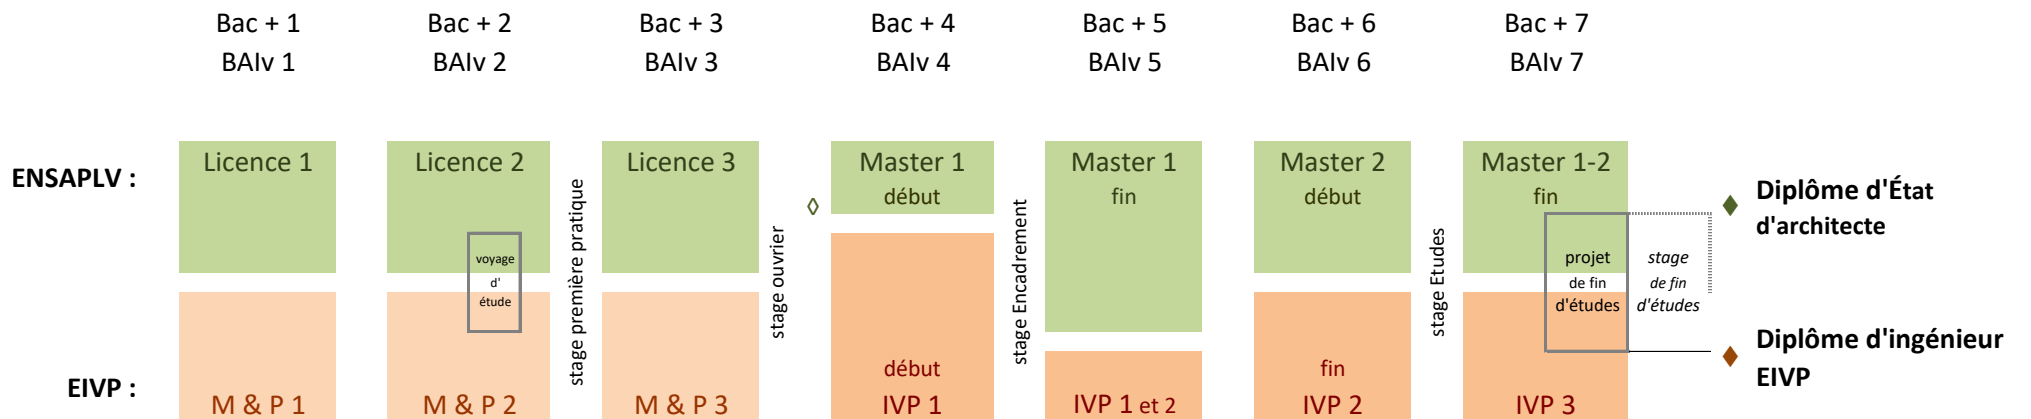 Bac + 1 Bac + 2 Bac + 3 Bac + 4 Bac + 5 Bac + 6 Bac + 7
BAIv 1 BAIv 2 BAIv 3 BAIv 4 BAIv 5 BAIv 6 BAIv 7
ENSAPLV :
Licence 1
Licence 2
Licence 3
Master 1
début
Master 1
fin
Master 2
début
Master 1-2
fin
voyage
d'
étude
stage première pratique
stage ouvrier
stage Encadrement
stage Etudes
projet
de fin
d'études
stage
de fin
d'études
Diplôme d'État
d'architecte
EIVP :
M & P 1
M & P 2
M & P 3
début
IVP 1
IVP 1 et 2
fin
IVP 2
IVP 3
Diplôme d'ingénieur
EIVP